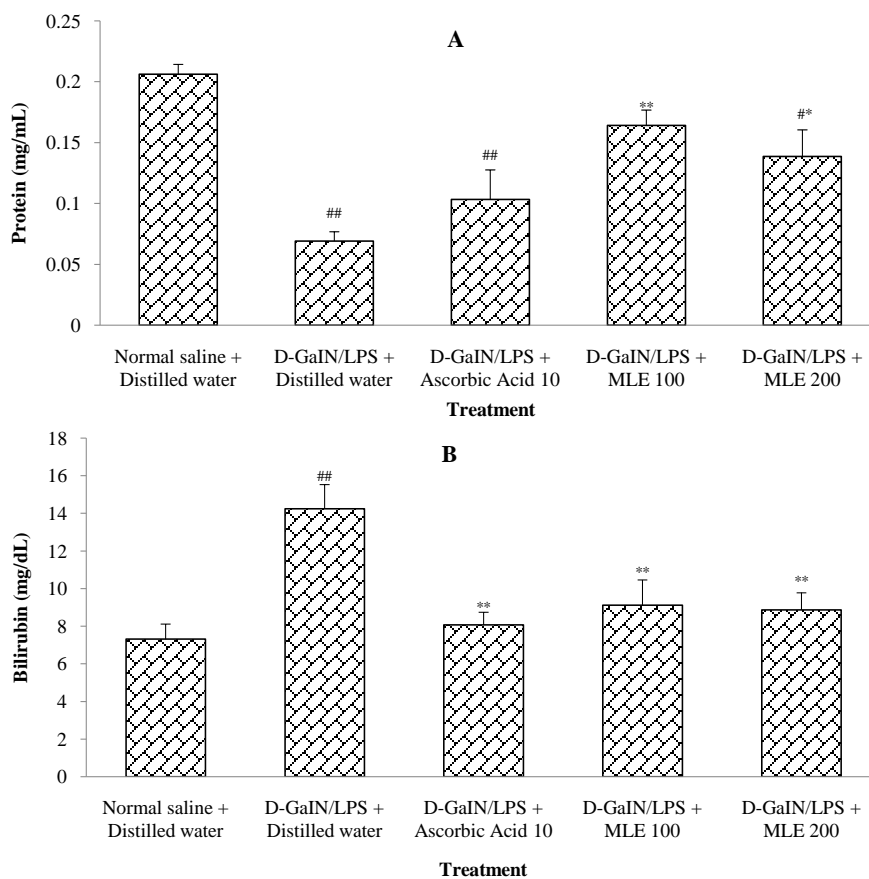 A
0.25
0.2
0.15
0.1
0.05
0
Protein (mg/mL)
##
##
**
#*
Normal saline + D-GaIN/LPS + D-GaIN/LPS + D-GaIN/LPS + D-GaIN/LPS +
Distilled water Distilled water Ascorbic Acid 10 MLE 100 MLE 200
Treatment
B
18
16
14
12
10
8
6
4
2
0
Bilirubin (mg/dL)
##
**
**
**
Normal saline + D-GaIN/LPS + D-GaIN/LPS + D-GaIN/LPS + D-GaIN/LPS +
Distilled water Distilled water Ascorbic Acid 10 MLE 100 MLE 200
Treatment